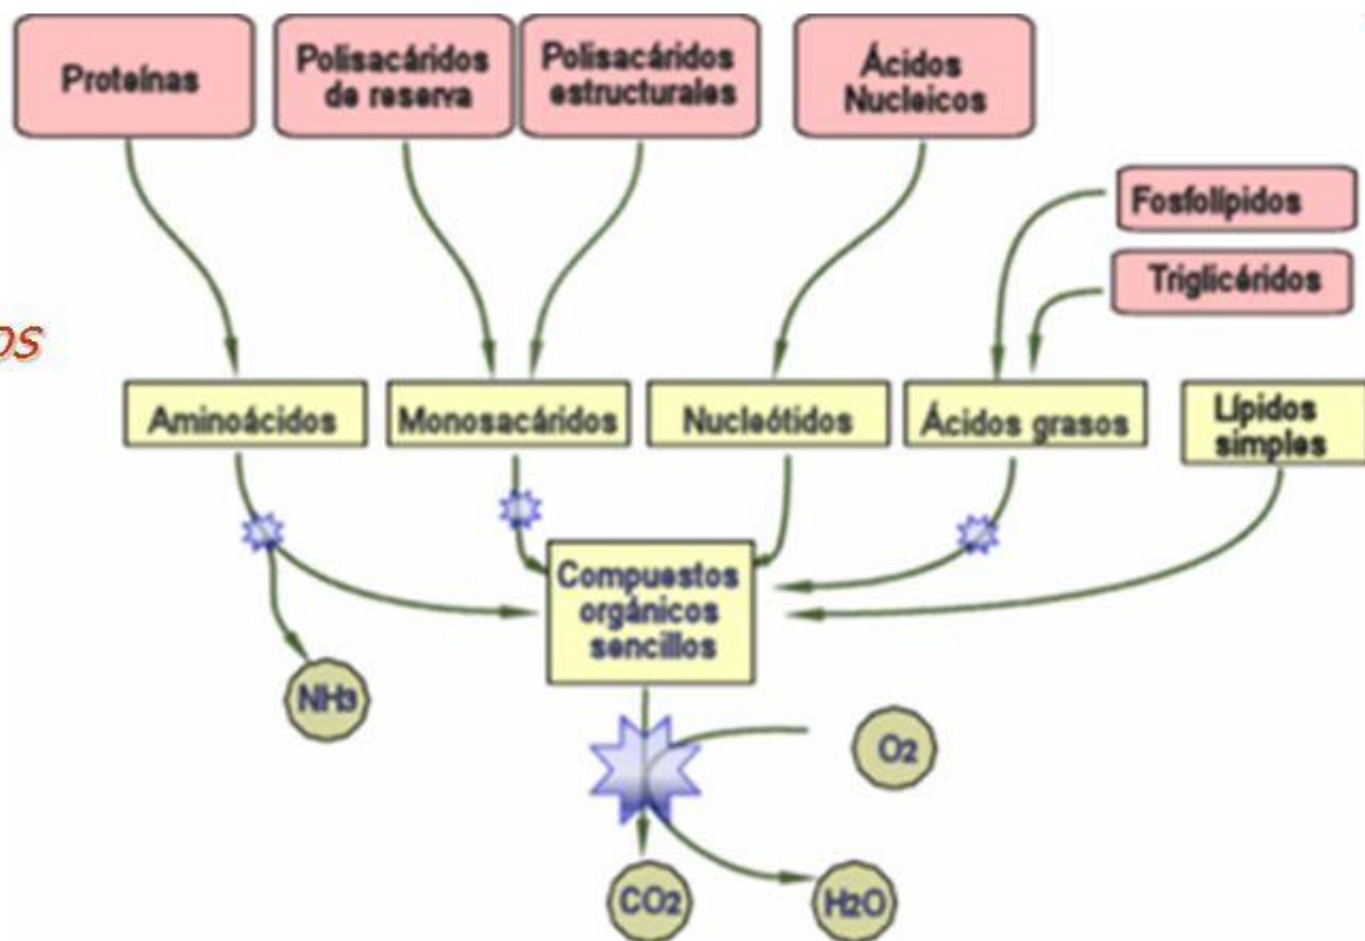 Proteínas
Polisacáridos
de reserva
Polisacáridos
estructurales
Ácidos
Nucleicos
Fosfolípidos
Triglicéridos
os
Aminoácidos
Monosacáridos
Nucleótidos
Ácidos grasos
Lípidos
simples
Compuestos
orgánicos
sencillos
NH3
O2
CO2
H2O